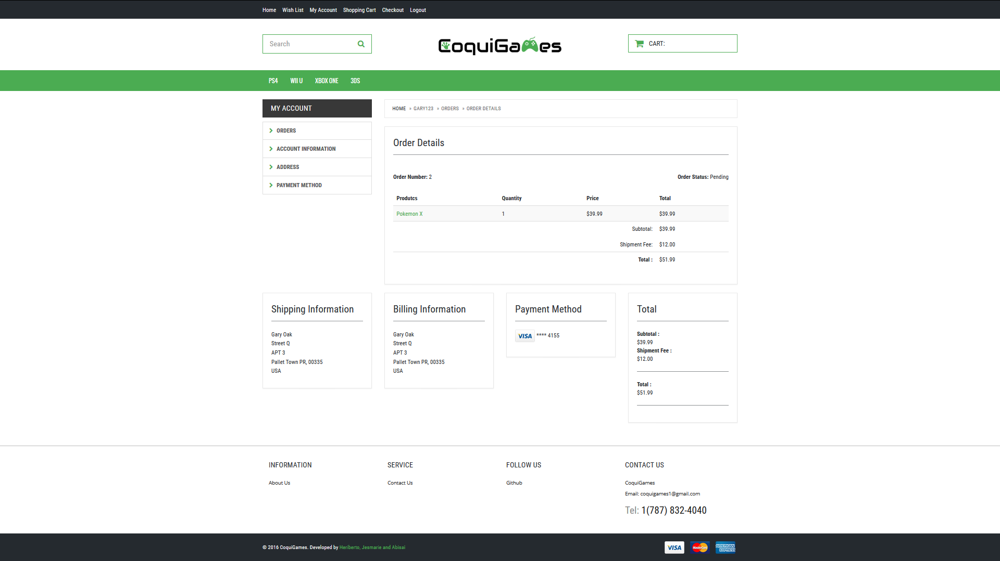 Home Wish List My Account Shopping Cart Checkout Logout
Search
CoquiGames
CART:
PS4 WII U XBOX ONE 3DS
MY ACCOUNT
ORDERS
ACCOUNT INFORMATION
ADDRESS
PAYMENT METHOD
HOME » GARY123 » ORDERS » ORDER DETAILS
Order Details
Order Number: 2 Order Status: Pending
Produtcs Quantity Price Total
Pokemon X 1 $39.99 $39.99
Subtotal: $39.99
Shipment Fee: $12.00
Total : $51.99
Shipping Information
Gary Oak
Street Q
APT 3
Pallet Town PR, 00335
USA
Billing Information
Gary Oak
Street Q
APT 3
Pallet Town PR, 00335
USA
Payment Method
VISA **** 4155
Total
Subtotal :
$39.99
Shipment Fee :
$12.00
Total :
$51.99
INFORMATION
About Us
SERVICE
Contact Us
FOLLOW US
Github
CONTACT US
CoquiGames
Email: coquigames1@gmail.com
Tel: 1(787) 832-4040
© 2016 CoquiGames. Developed by Heriberto, Jesmarie and Abisai
VISA MasterCard AMERICAN EXPRESS